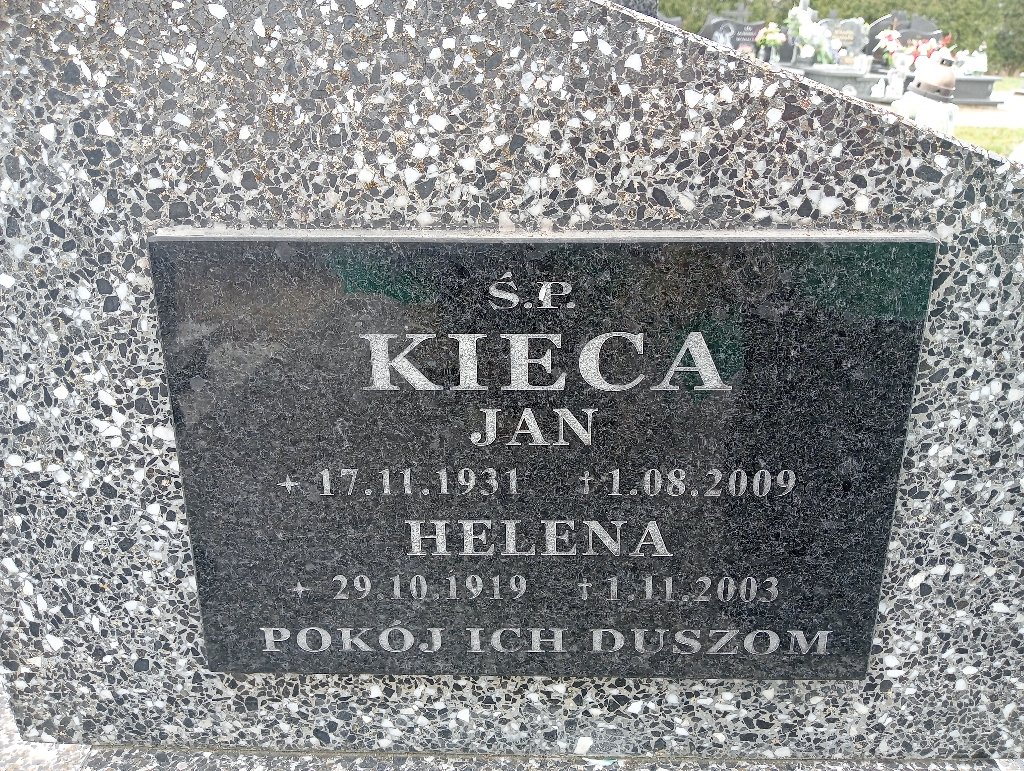 Ś.P.
KIECA
JAN
+ 17.11.1931 †1.08.2009
HELENA
+ 29.10.1919 †1.11.2003
POKÓJ ICH DUSZOM